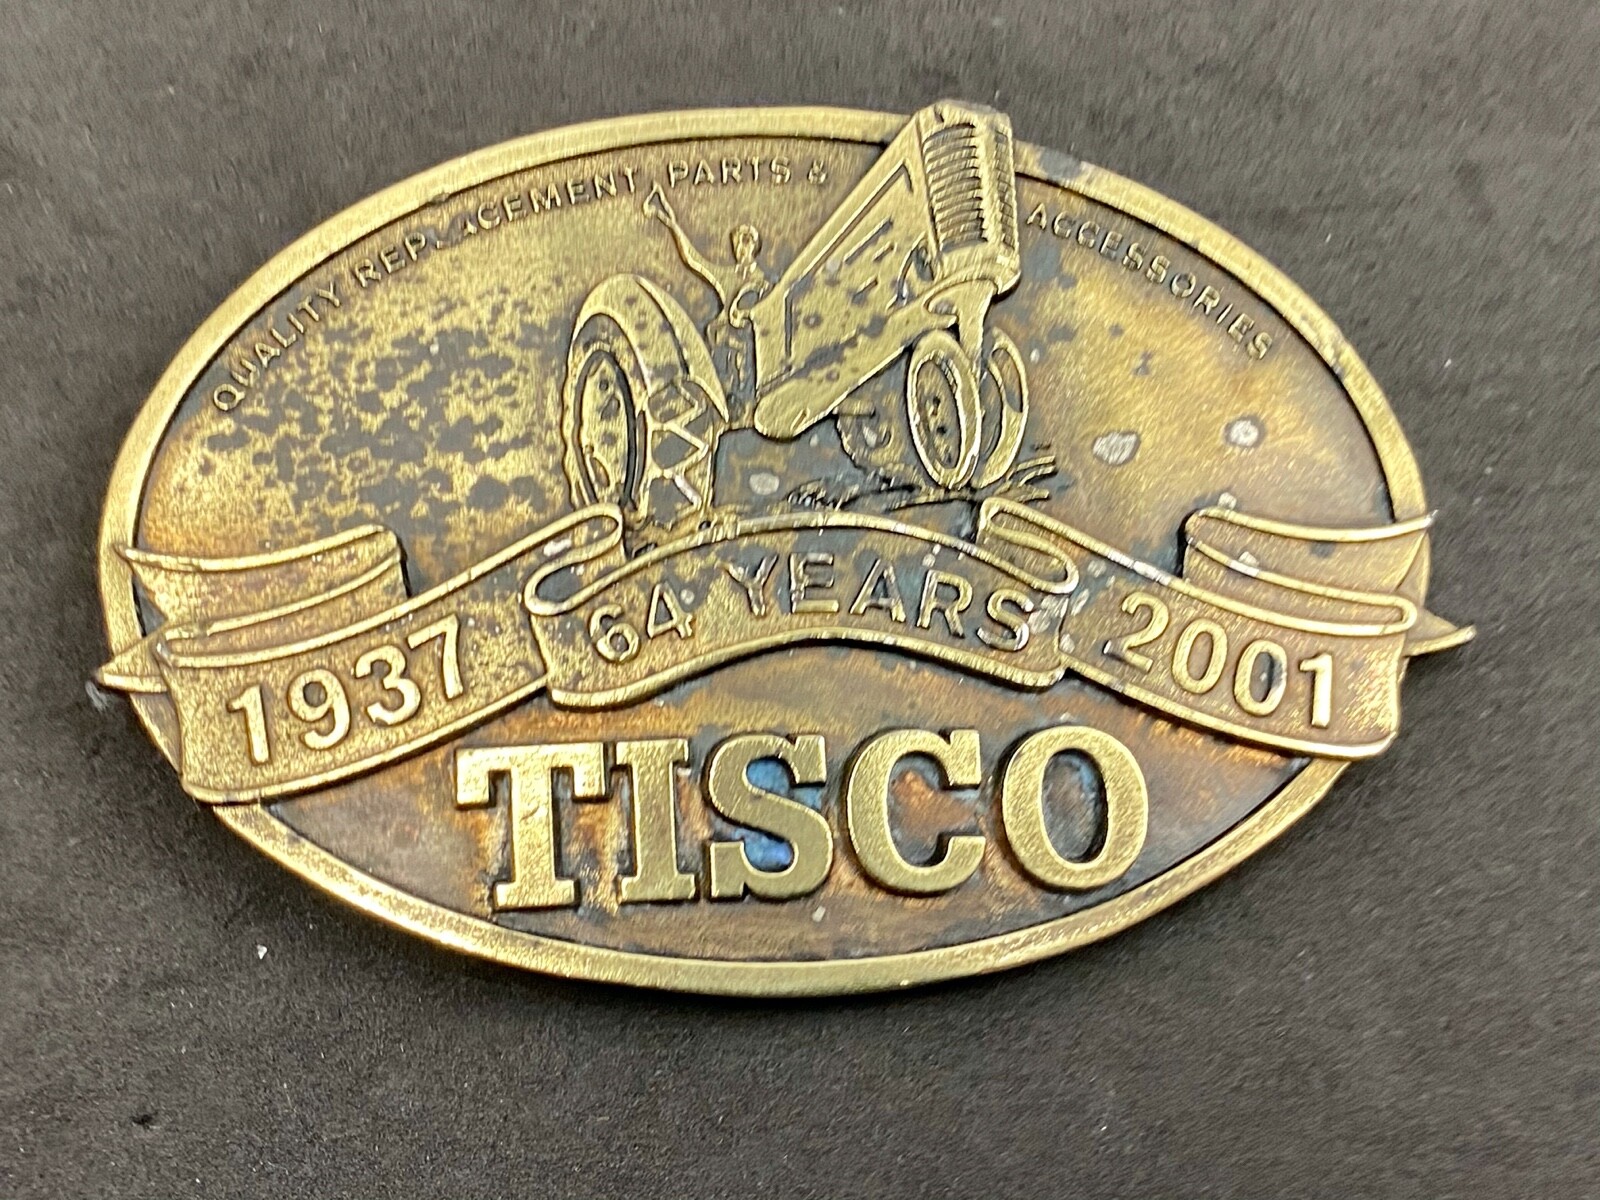 QUALITY REPLACEMENT PARTS & ACCESSORIES
1937 64 YEARS 2001
TISCO